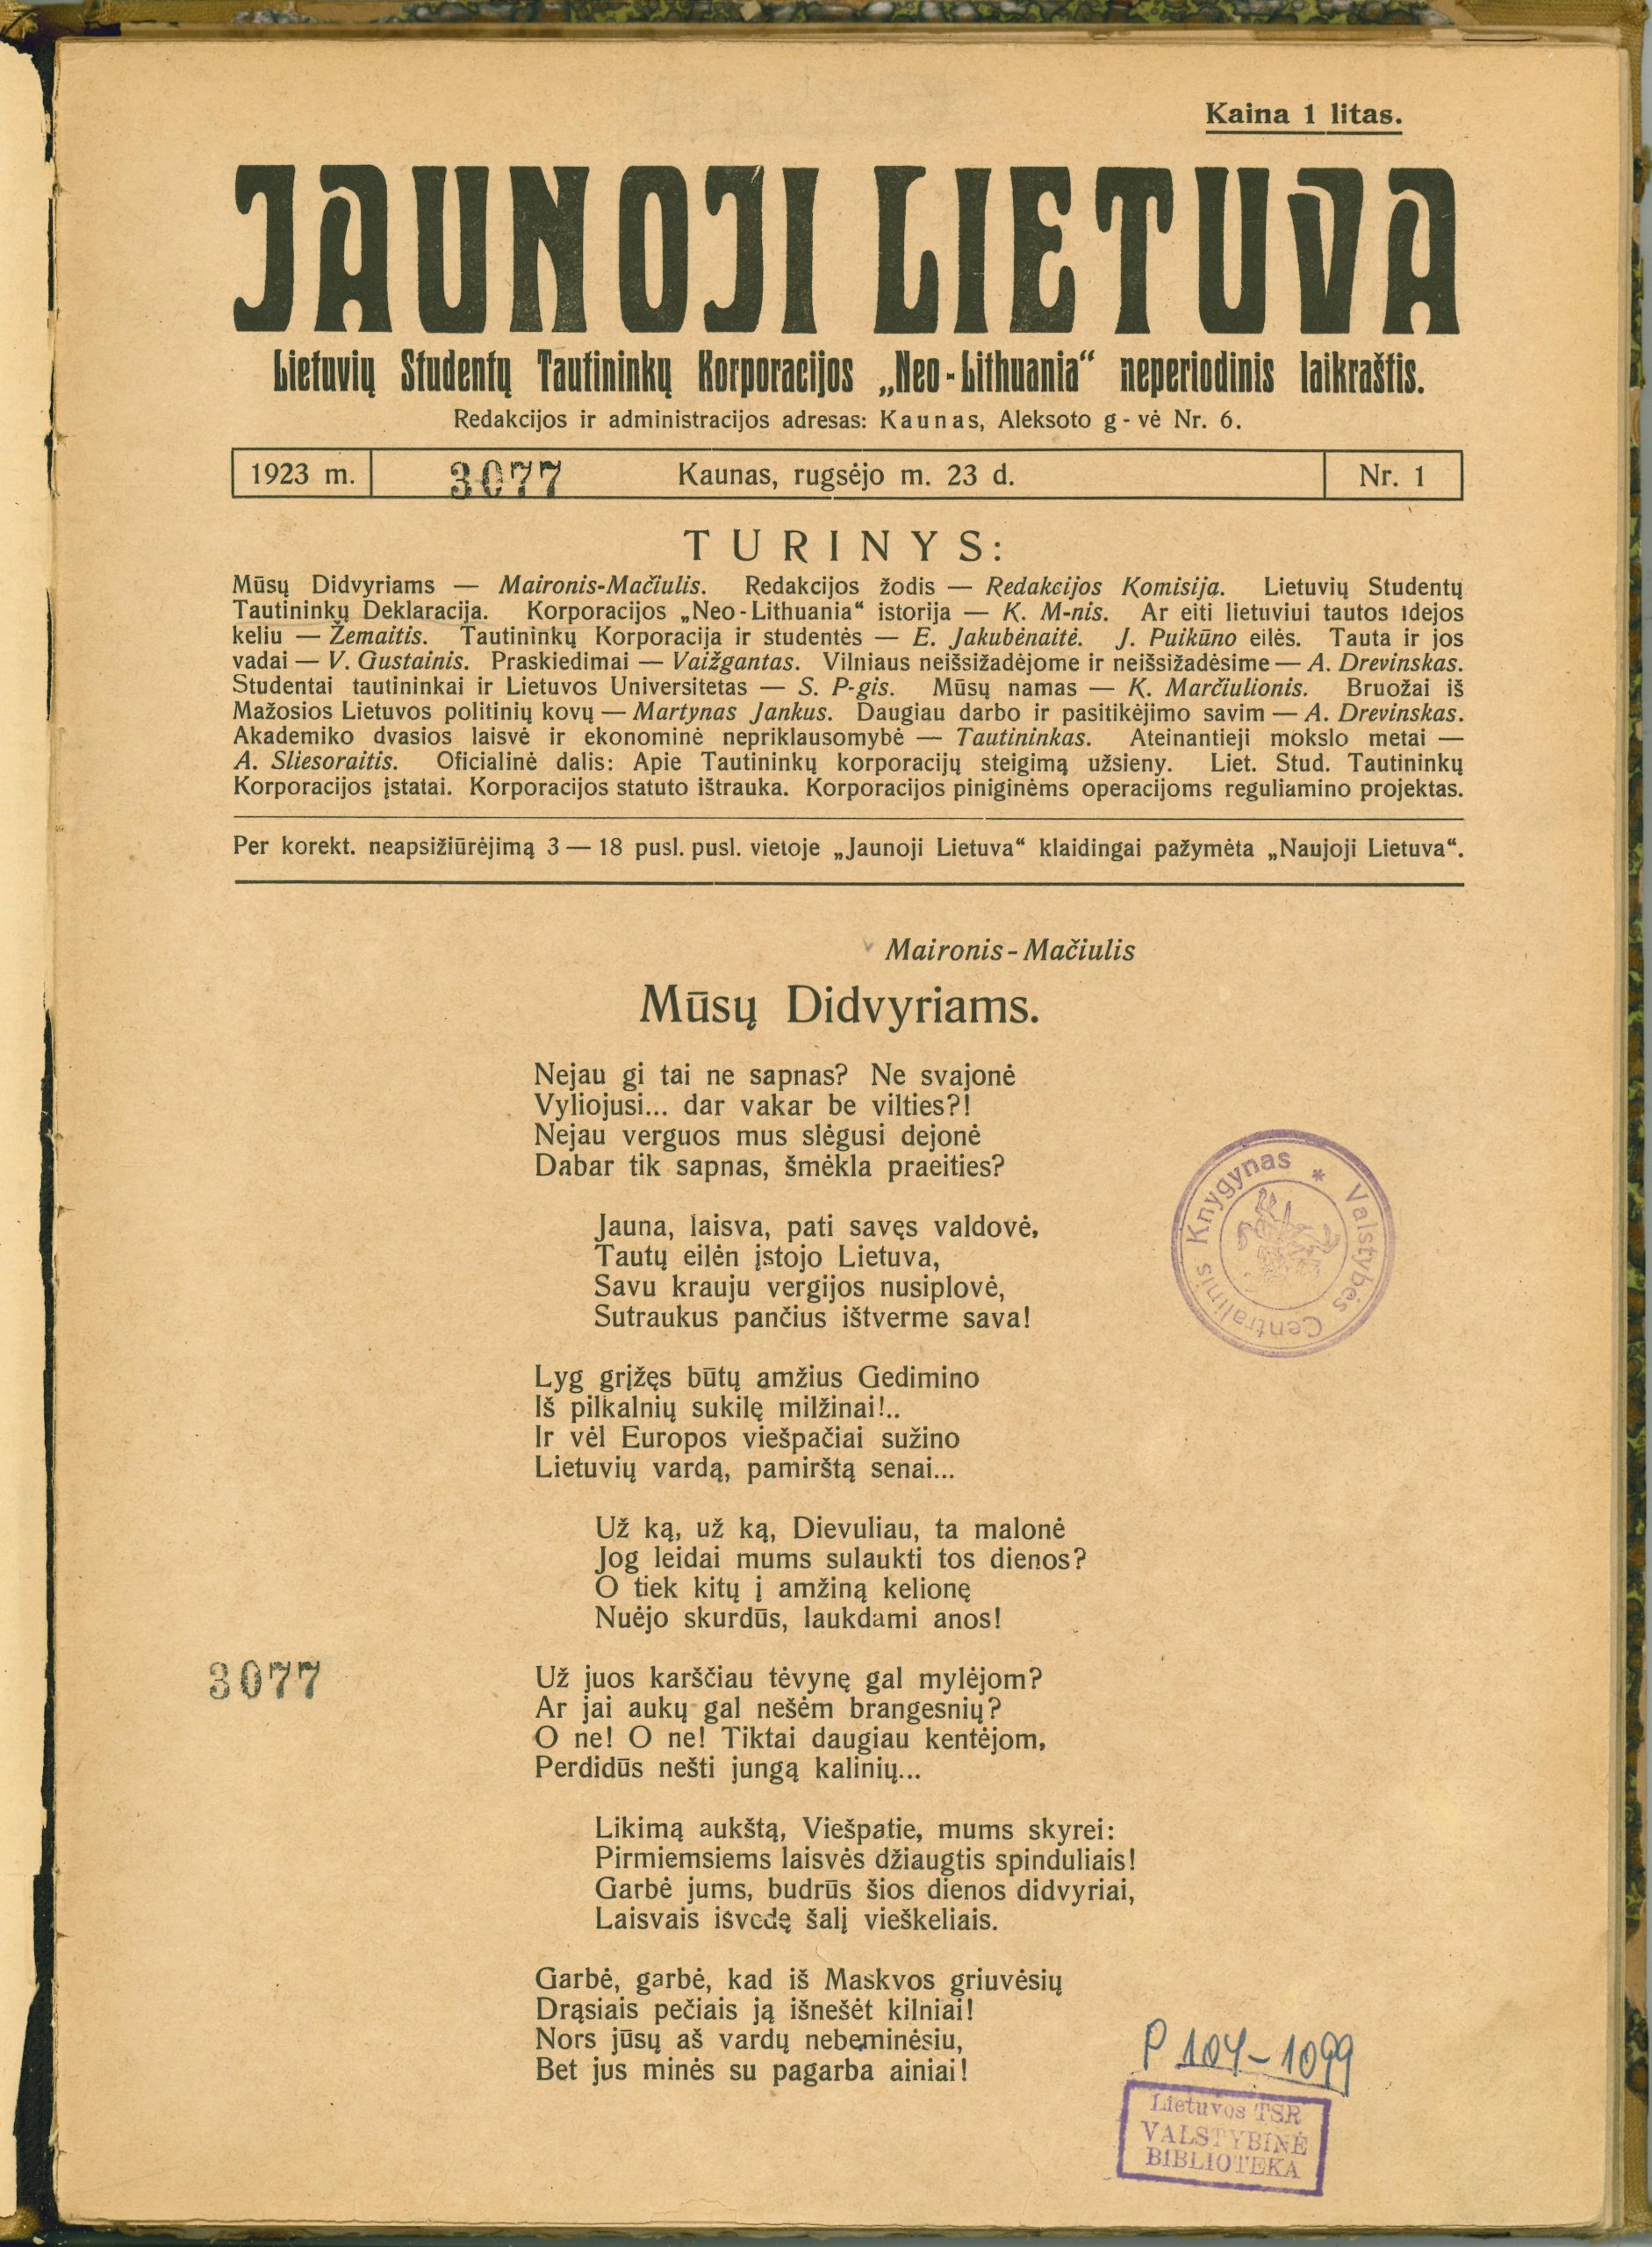 Kaina 1 litas.
JAUNOJI LIETUVA
Lietuvių Studentų Tautininkų Korporacijos „Neo-Lithuania“ neperiodinis laikraštis.
Redakcijos ir administracijos adresas: Kaunas, Aleksoto g-vė Nr. 6.
1923 m. 3077 Kaunas, rugsėjo m. 23 d. Nr. 1
TURINYS:
Mūsų Didvyriams — Maironis-Mačiulis. Redakcijos žodis — Redakcijos Komisija. Lietuvių Studentų
Tautininkų Deklaracija. Korporacijos „Neo-Lithuania“ istorija — K. M-nis. Ar eiti lietuviui tautos idejos
keliu — Žemaitis. Tautininkų Korporacija ir studentės — E. Jakubėnaitė. J. Puikūno eilės. Tauta ir jos
vadai — V. Gustainis. Praskiedimai — Vaižgantas. Vilniaus neišsižadėjome ir neišsižadėsime — A. Drevinskas.
Studentai tautininkai ir Lietuvos Universitetas — S. P-gis. Mūsų namas — K. Marčiulionis. Bruožai iš
Mažosios Lietuvos politinių kovų — Martynas Jankus. Daugiau darbo ir pasitikėjimo savim — A. Drevinskas.
Akademiko dvasios laisvė ir ekonominė nepriklausomybė — Tautininkas. Ateinantieji mokslo metai —
A. Sliesoraitis. Oficialinė dalis: Apie Tautininkų korporacijų steigimą užsieny. Liet. Stud. Tautininkų
Korporacijos įstatai. Korporacijos statuto ištrauka. Korporacijos piniginėms operacijoms reguliamino projektas.
Per korekt. neapsižiūrėjimą 3 — 18 pusl. pusl. vietoje „Jaunoji Lietuva“ klaidingai pažymėta „Naujoji Lietuva“.
Maironis-Mačiulis
Mūsų Didvyriams.
Nejau gi tai ne sapnas? Ne svajonė
Vyliojusi... dar vakar be vilties?!
Nejau verguos mus slėgusi dejonė
Dabar tik sapnas, šmėkla praeities?
Jauna, laisva, pati savęs valdovė,
Tautų eilėn įstojo Lietuva,
Savu krauju vergijos nusiplovė,
Sutraukus pančius ištverme sava!
Lyg grįžęs būtų amžius Gedimino
Iš pilkalnių sukilę milžinai!..
Ir vėl Europos viešpačiai sužino
Lietuvių vardą, pamirštą senai...
Už ką, už ką, Dievuliau, ta malonė
Jog leidai mums sulaukti tos dienos?
O tiek kitų į amžiną kelionę
Nuėjo skurdūs, laukdami anos!
Už juos karščiau tėvynę gal mylėjom?
Ar jai aukų gal nešėm brangesnių?
O ne! O ne! Tiktai daugiau kentėjom,
Perdidūs nešti jungą kalinių...
Likimą aukštą, Viešpatie, mums skyrei:
Pirmiemsiems laisvės džiaugtis spinduliais!
Garbė jums, budrūs šios dienos didvyriai,
Laisvais išvedę šalį vieškeliais.
Garbė, garbė, kad iš Maskvos griuvėsių
Drąsiais pečiais ją išnešėt kilniai!
Nors jūsų aš vardų nebeminėsiu,
Bet jus minės su pagarba ainiai!
Valstybės Centralinis Knygynas *
3077
P 104-1099
Lietuvos TSR
VALSTYBINĖ
BIBLIOTEKA